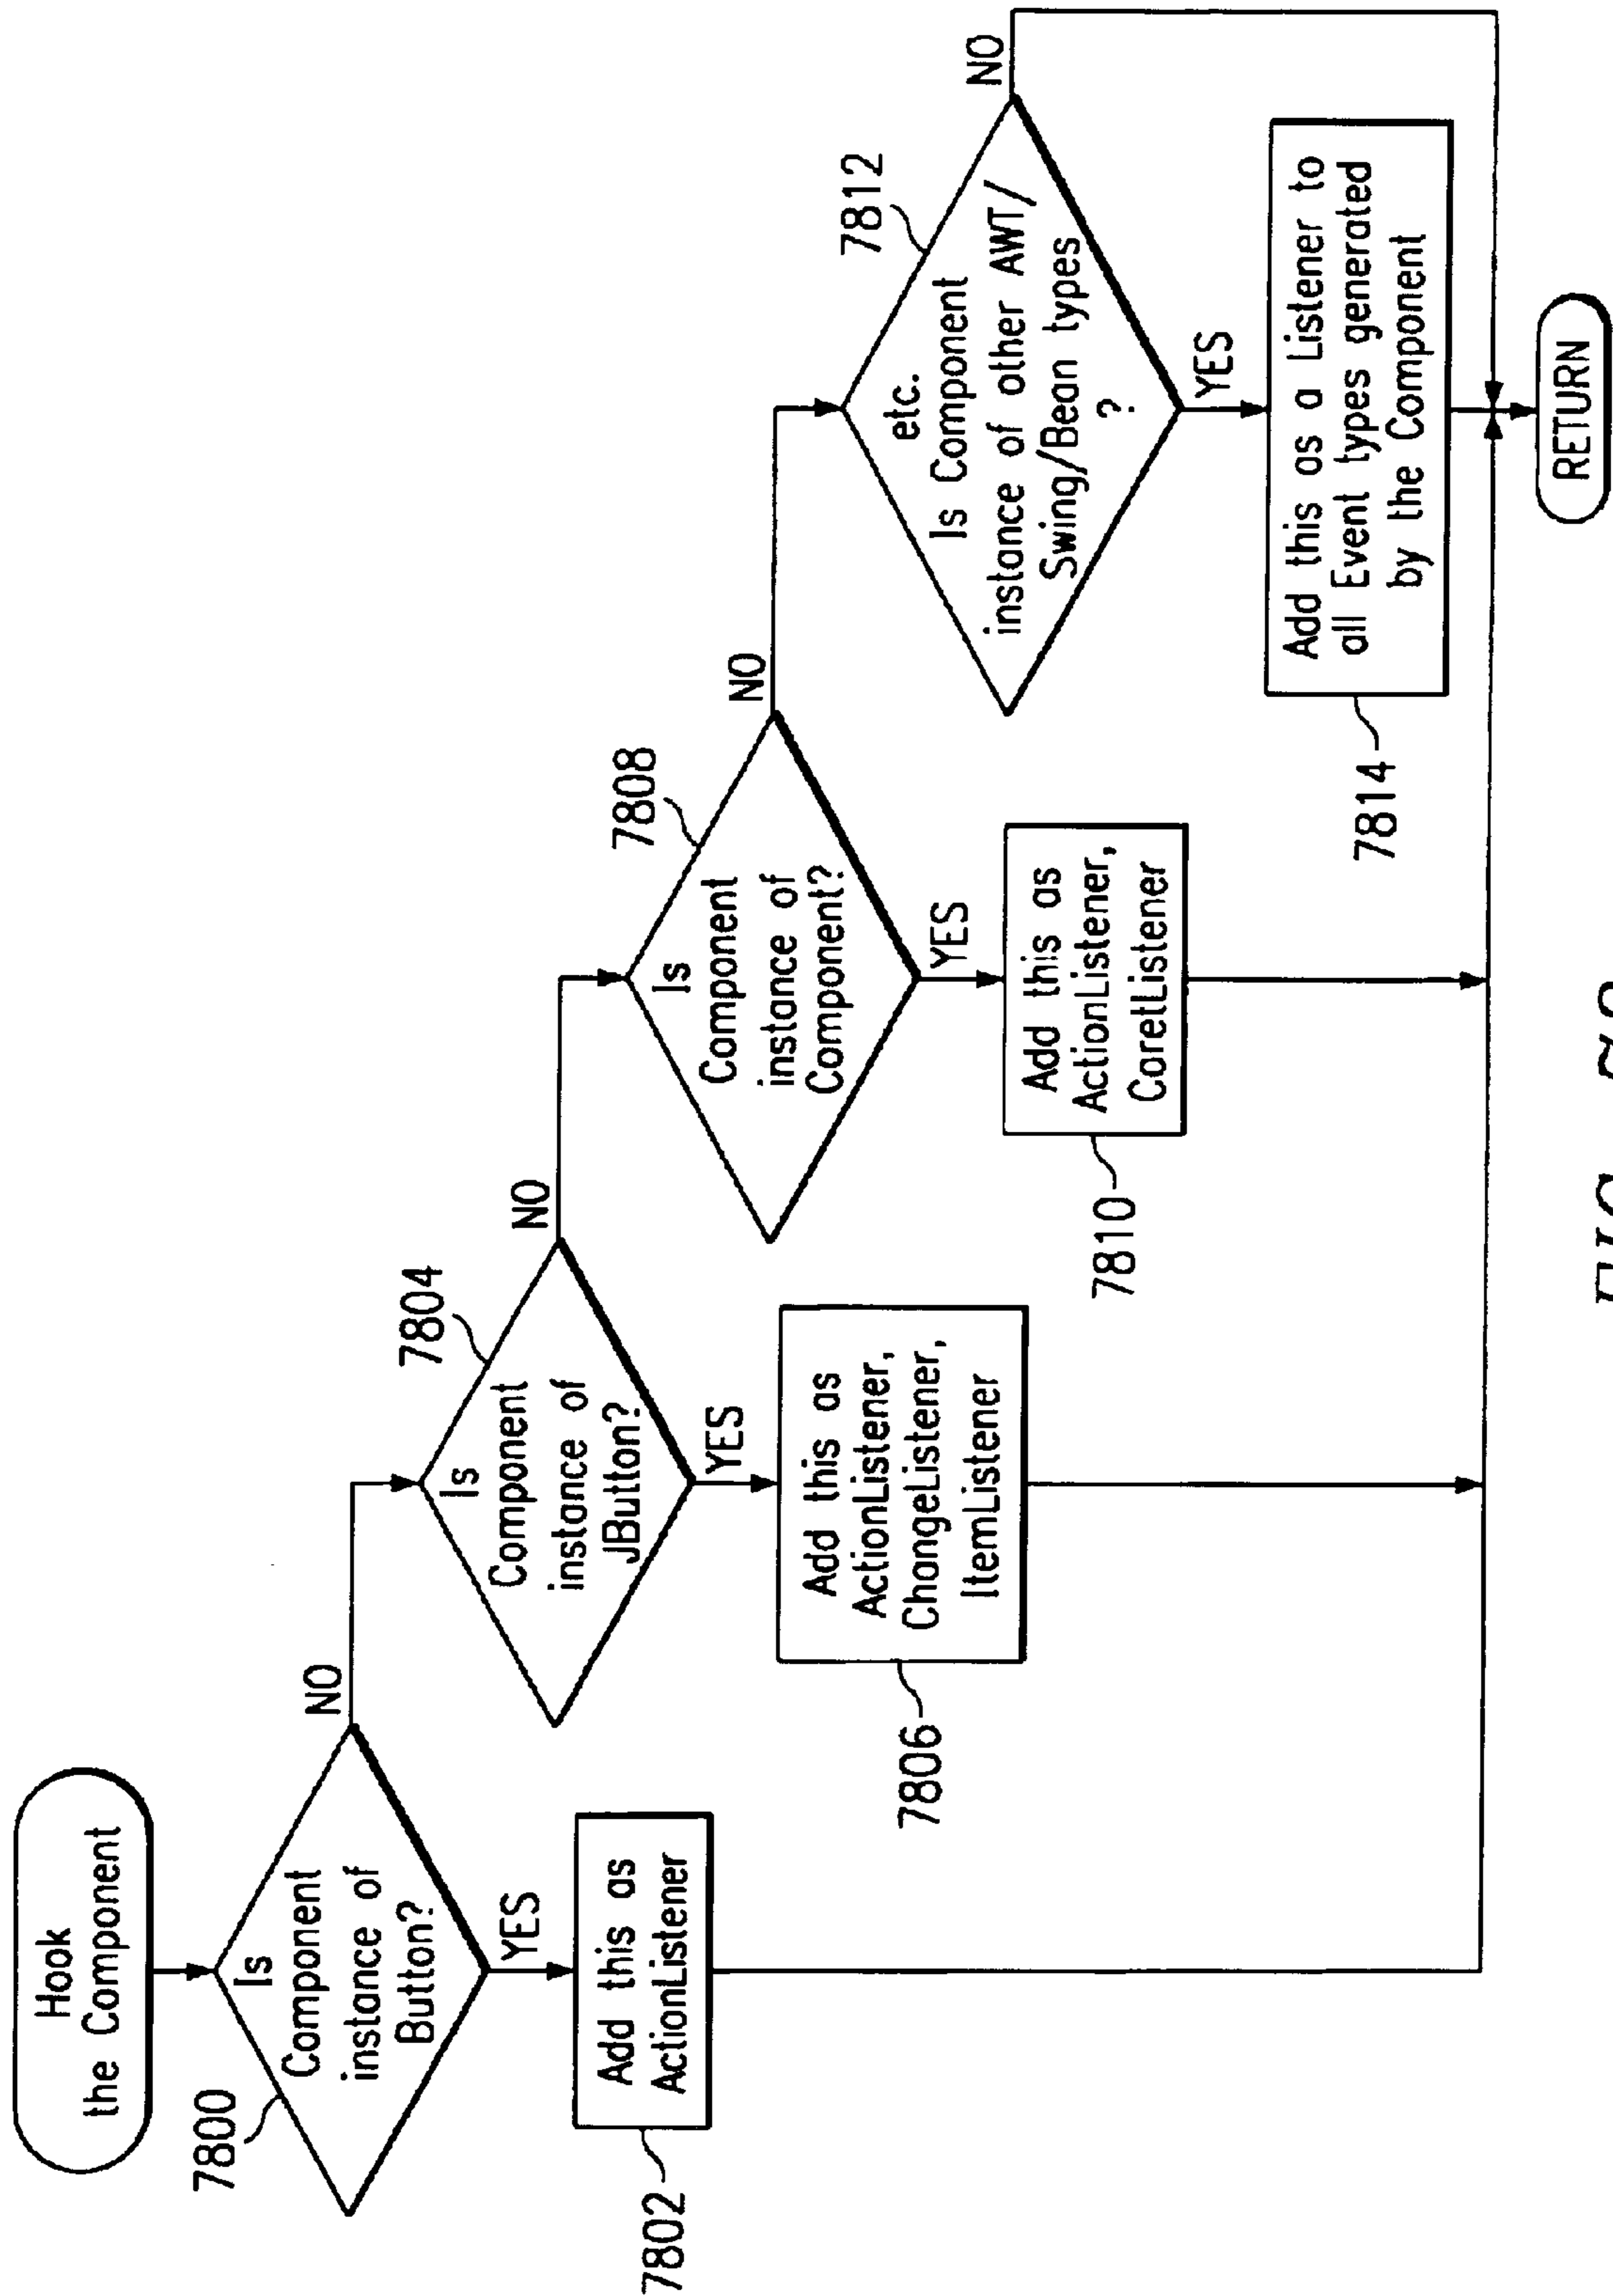 Hook
the Component
7800
Is
Component
instance of
Button?
NO
YES
7802
Add this as
ActionListener
7804
Is
Component
instance of
JButton?
NO
YES
7806
Add this as
ActionListener,
ChangeListener,
ItemListener
7808
Is
Component
instance of
Component?
NO
YES
7810
Add this as
ActionListener,
CoretListener
7812
etc.
Is Component
instance of other AWT/
Swing/Bean types
?
NO
YES
7814
Add this as a Listener to
all Event types generated
by the Component
RETURN